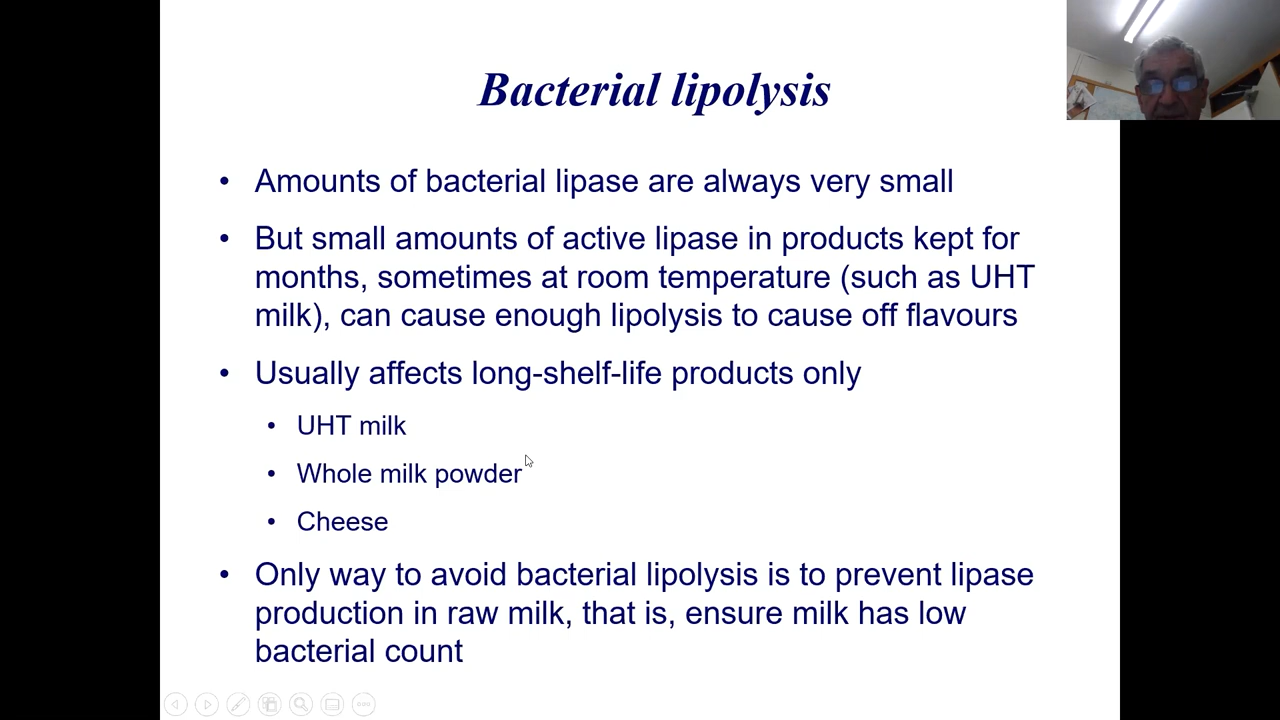 Bacterial lipolysis
• Amounts of bacterial lipase are always very small
• But small amounts of active lipase in products kept for
months, sometimes at room temperature (such as UHT
milk), can cause enough lipolysis to cause off flavours
• Usually affects long-shelf-life products only
• UHT milk
• Whole milk powder
• Cheese
• Only way to avoid bacterial lipolysis is to prevent lipase
production in raw milk, that is, ensure milk has low
bacterial count